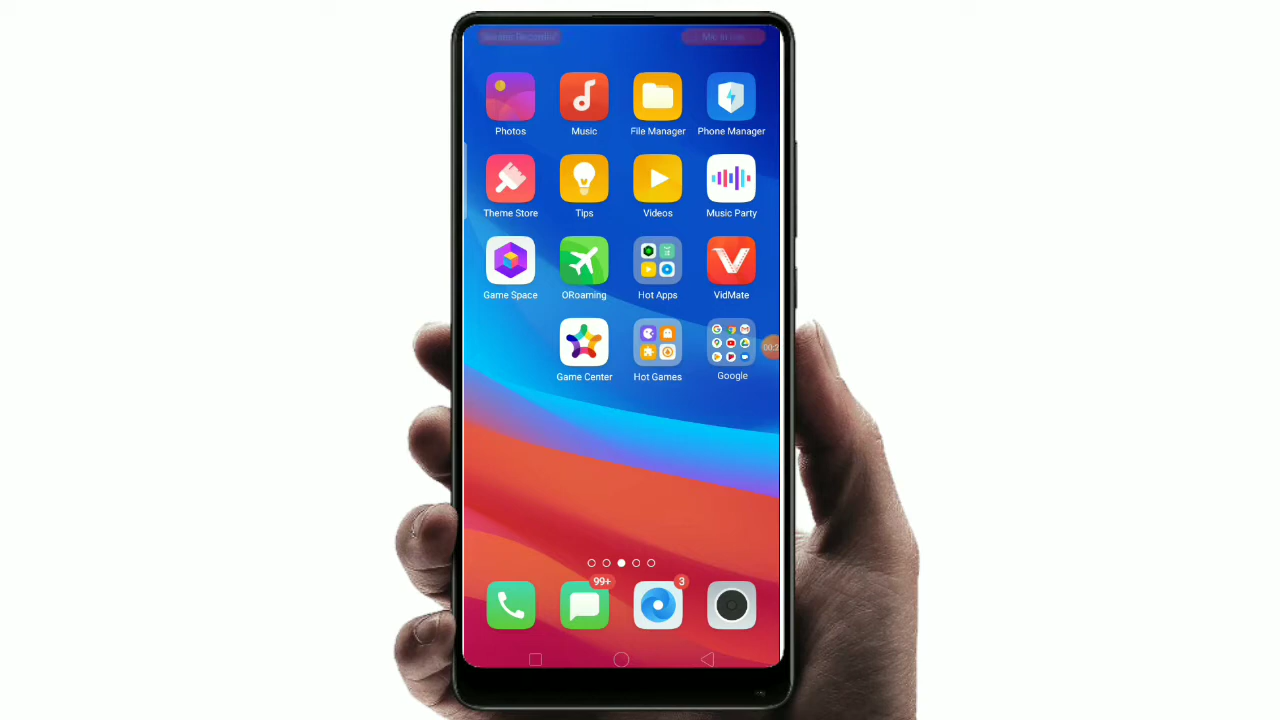 Photos Music File Manager Phone Manager
Theme Store Tips Videos Music Party
Game Space ORoaming Hot Apps VidMate
Game Center Hot Games Google
99+ 3